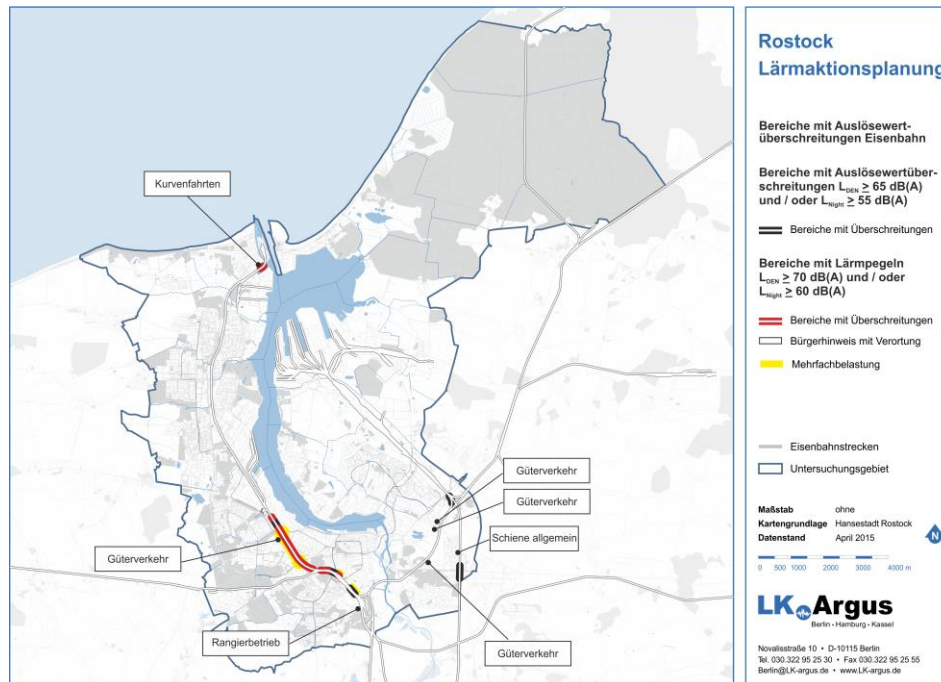 Kurvenfahrten
Güterverkehr
Güterverkehr
Schiene allgemein
Güterverkehr
Rangierbetrieb
Güterverkehr
Rostock
Lärmaktionsplanung
Bereiche mit Auslösewert-
überschreitungen Eisenbahn
Bereiche mit Auslösewertüber-
schreitungen LDEN ≥ 65 dB(A)
und / oder LNight ≥ 55 dB(A)
Bereiche mit Überschreitungen
Bereiche mit Lärmpegeln
LDEN ≥ 70 dB(A) und / oder
LNight ≥ 60 dB(A)
Bereiche mit Überschreitungen
Bürgerhinweis mit Verortung
Mehrfachbelastung
Eisenbahnstrecken
Untersuchungsgebiet
Maßstab ohne
Kartengrundlage Hansestadt Rostock
Datenstand April 2015
N
0 500 1000 2000 3000 4000 m
LK Argus
Berlin • Hamburg • Kassel
Novalisstraße 10 • D-10115 Berlin
Tel. 030.322 95 25 30 • Fax 030.322 95 25 55
Berlin@LK-argus.de • www.LK-argus.de